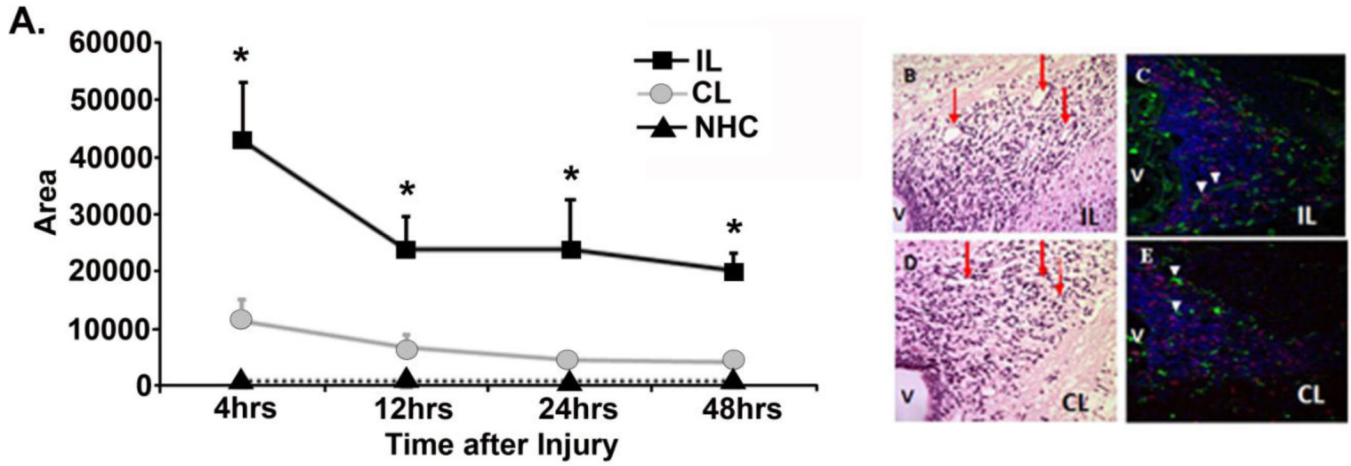 A.
60000
50000
40000
30000
20000
10000
0
Area
*
*
*
*
IL
CL
NHC
4hrs 12hrs 24hrs 48hrs
Time after Injury
B
V
IL
C
V
IL
D
V
CL
E
V
CL